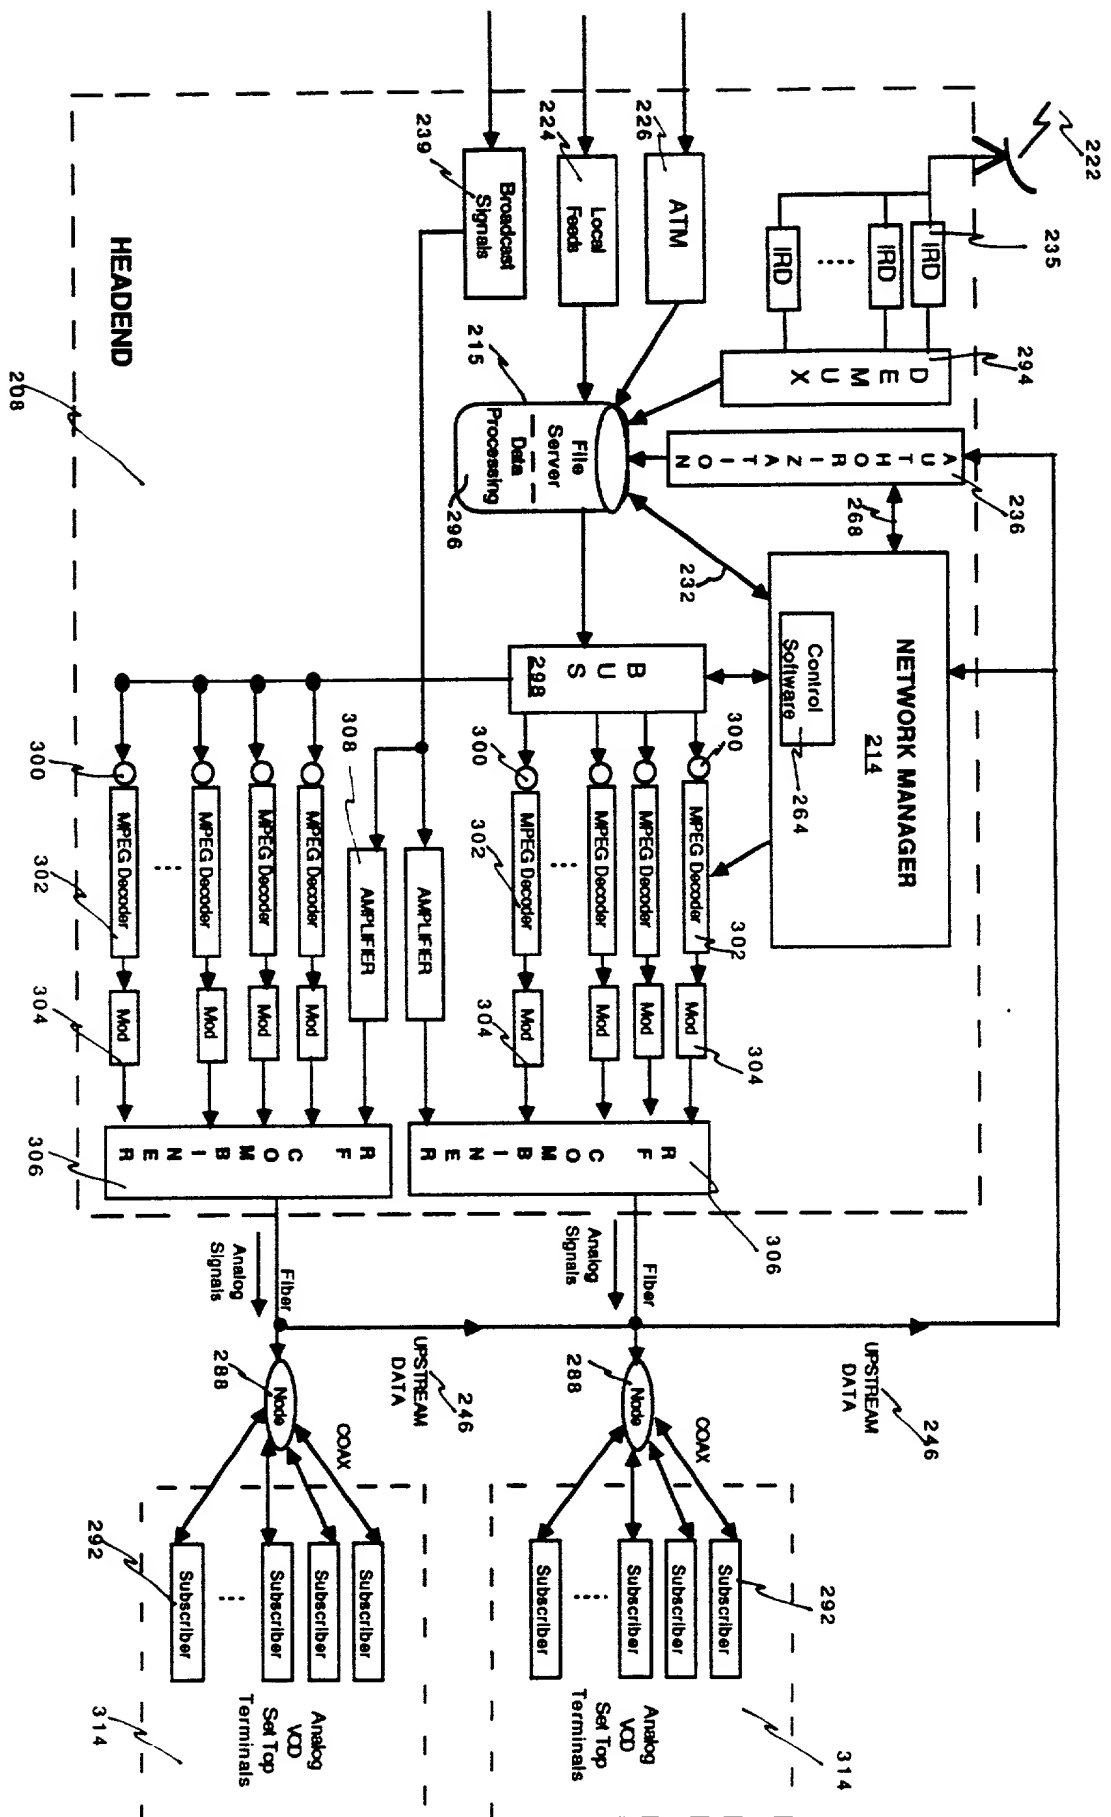 222
235
IRD
IRD
IRD
294
DEMUX
AUTHORIZATION
236
268
NETWORK MANAGER
214
Control
Software
264
232
226
ATM
224
Local
Feeds
239
Broadcast
Signals
215
File
Server
Data
Processing
296
BUS
298
300
MPEG Decoder
302
Mod
304
MPEG Decoder
Mod
MPEG Decoder
Mod
300
MPEG Decoder
302
Mod
304
AMPLIFIER
308
AMPLIFIER
MPEG Decoder
Mod
MPEG Decoder
Mod
MPEG Decoder
Mod
300
MPEG Decoder
302
Mod
304
RF COMBINER
306
RF COMBINER
306
HEADEND
208
Fiber
Analog
Signals
Fiber
Analog
Signals
246
UPSTREAM
DATA
246
UPSTREAM
DATA
Node
288
COAX
Subscriber
292
Subscriber
Subscriber
Subscriber
Analog
VOD
Set Top
Terminals
314
Node
288
COAX
Subscriber
Subscriber
Subscriber
Subscriber
292
Analog
VOD
Set Top
Terminals
314